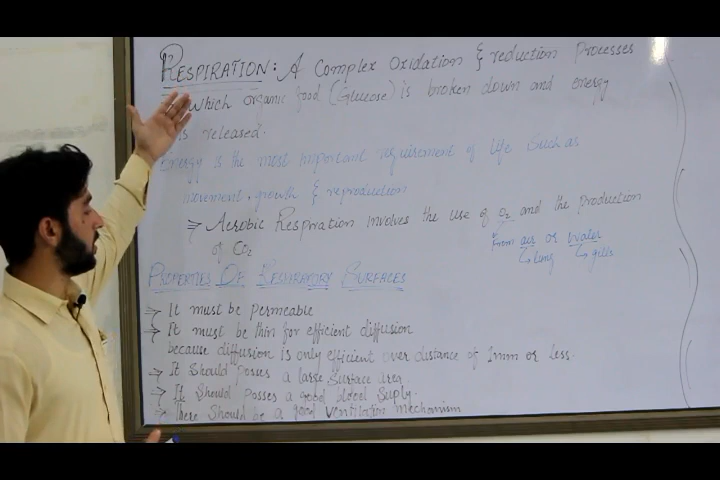 RESPIRATION: A Complex Oxidation & reduction Processes
Which organic food (Glucose) is broken down and energy
is released.
Energy is the most important requirement of life Such as
movement, growth & reproduction
⇒ Aerobic Respiration involves the use of O2 and the production
of CO2
From air or Water
↳ lung ↳ gills
PROPERTIES OF RESPIRATORY SURFACES
⇒ It must be permeable
⇒ It must be thin for efficient diffusion
because diffusion is only efficient over distance of 1mm or less.
⇒ It Should posses a large Surface area.
⇒ It Should Posses a good blood Suply.
⇒ There Should be a good ventilation mechanism